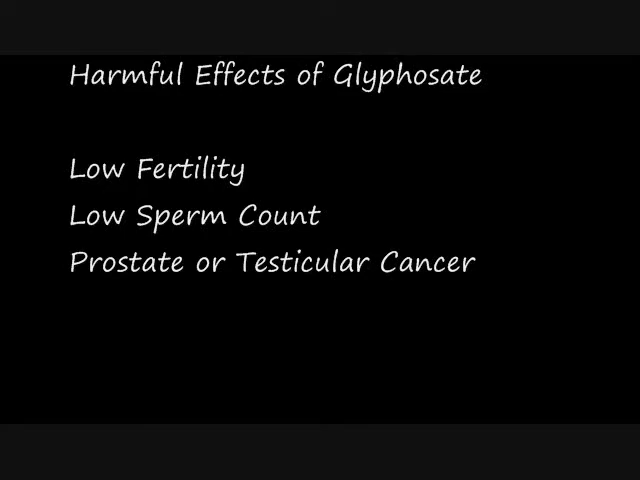 Harmful Effects of Glyphosate
Low Fertility
Low Sperm Count
Prostate or Testicular Cancer